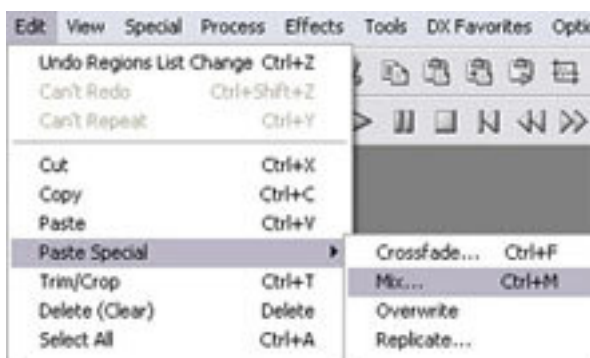 Edit View Special Process Effects Tools DX Favorites Optic
Undo Regions List Change Ctrl+Z
Can't Redo Ctrl+Shift+Z
Can't Repeat Ctrl+Y
Cut Ctrl+X
Copy Ctrl+C
Paste Ctrl+V
Paste Special
Crossfade... Ctrl+F
Trim/Crop Ctrl+T
Mix... Ctrl+M
Delete (Clear) Delete
Overwrite
Select All Ctrl+A
Replicate...